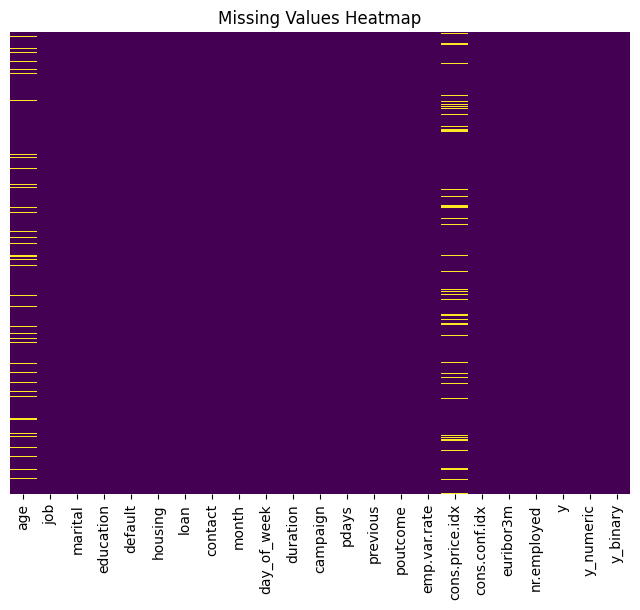 Missing Values Heatmap
age
job
marital
education
default
housing
loan
contact
month
day_of_week
duration
campaign
pdays
previous
poutcome
emp.var.rate
cons.price.idx
cons.conf.idx
euribor3m
nr.employed
y
y_numeric
y_binary